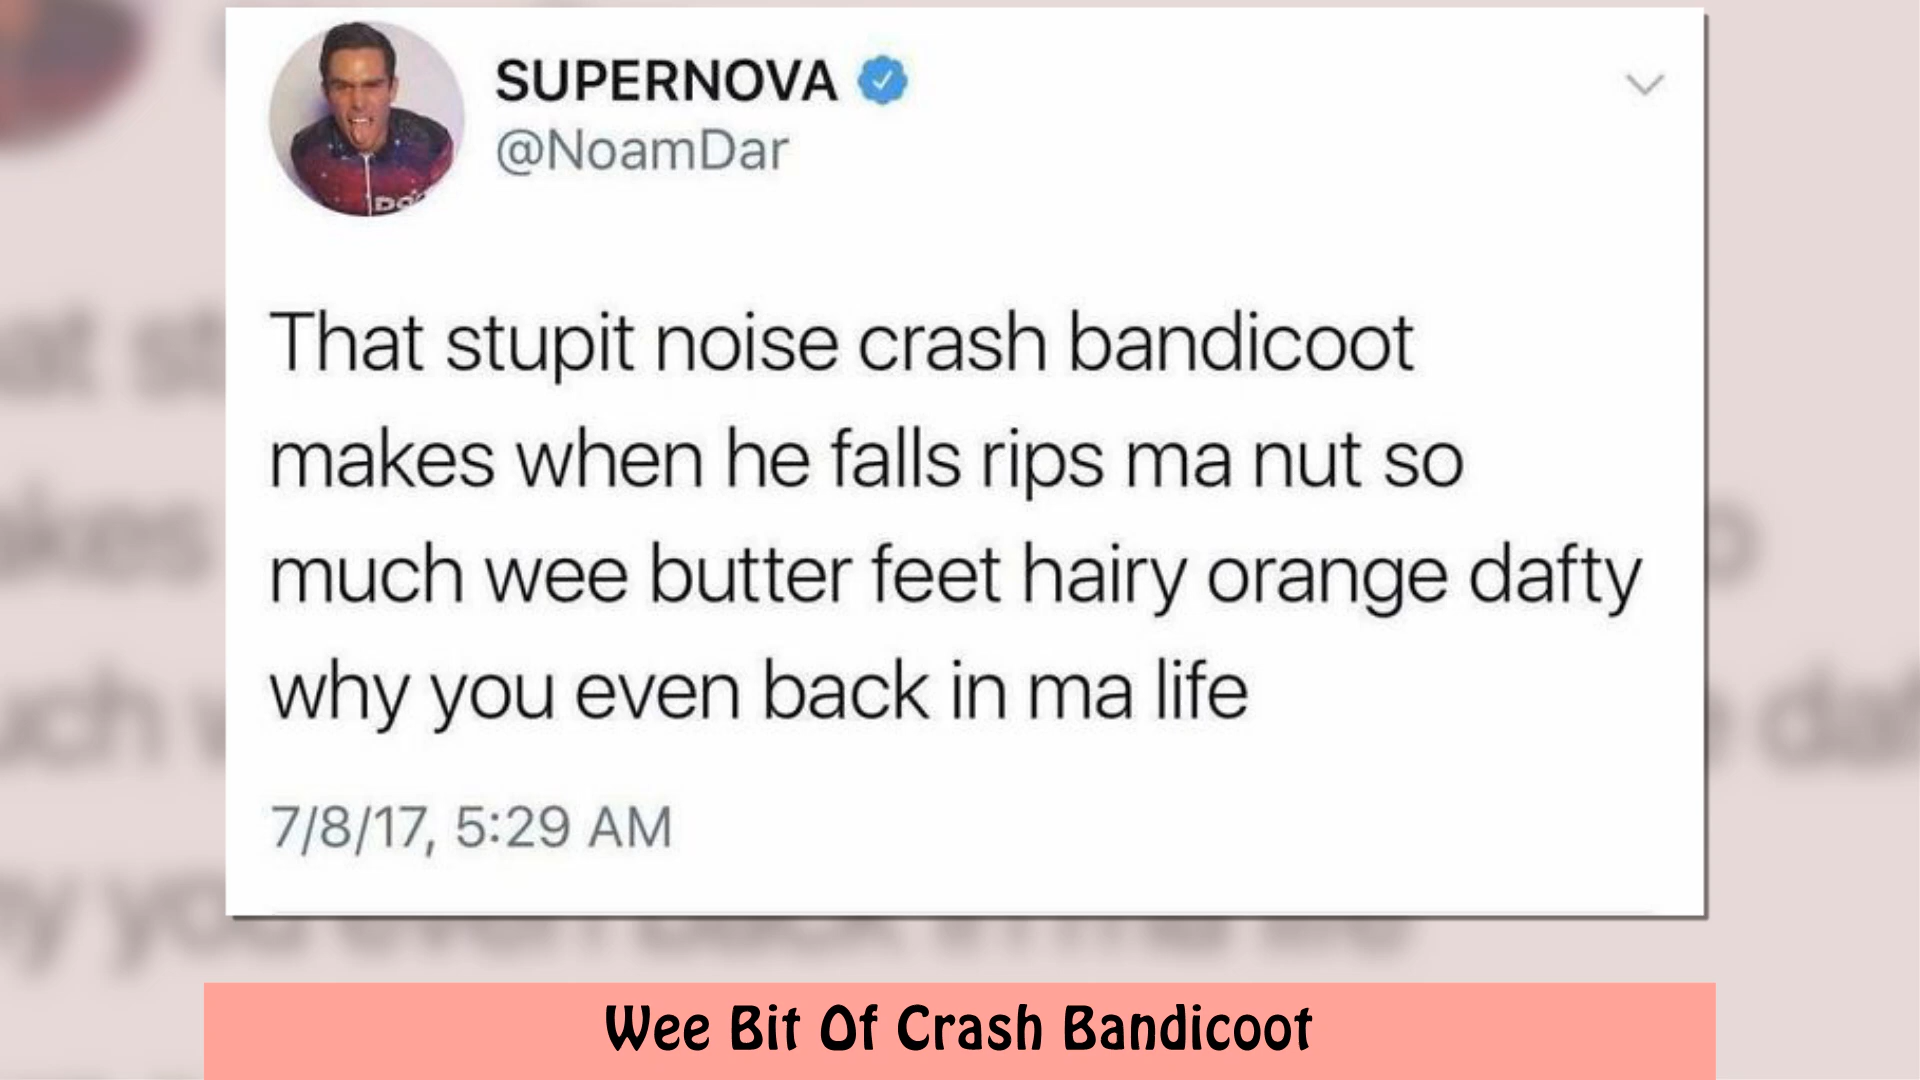 SUPERNOVA
@NoamDar
That stupit noise crash bandicoot
makes when he falls rips ma nut so
much wee butter feet hairy orange dafty
why you even back in ma life
7/8/17, 5:29 AM
Wee Bit Of Crash Bandicoot